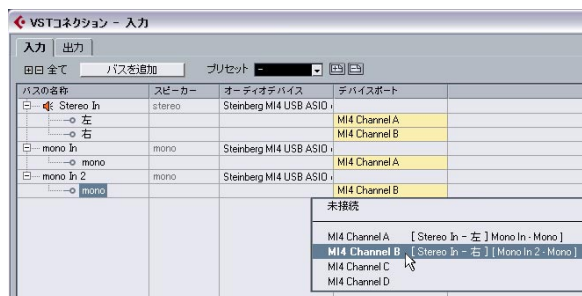 VSTコネクション - 入力
入力 出力
全て バスを追加 プリセット -
バスの名称 スピーカー オーディオデバイス デバイスポート
Stereo In stereo Steinberg MI4 USB ASIO
左 MI4 Channel A
右 MI4 Channel B
mono In mono Steinberg MI4 USB ASIO
mono MI4 Channel A
mono In 2 mono Steinberg MI4 USB ASIO
mono MI4 Channel B
未接続
MI4 Channel A [ Stereo In - 左 ] Mono In - Mono ]
MI4 Channel B [ Stereo In - 右 ] [ Mono In 2 - Mono ]
MI4 Channel C
MI4 Channel D